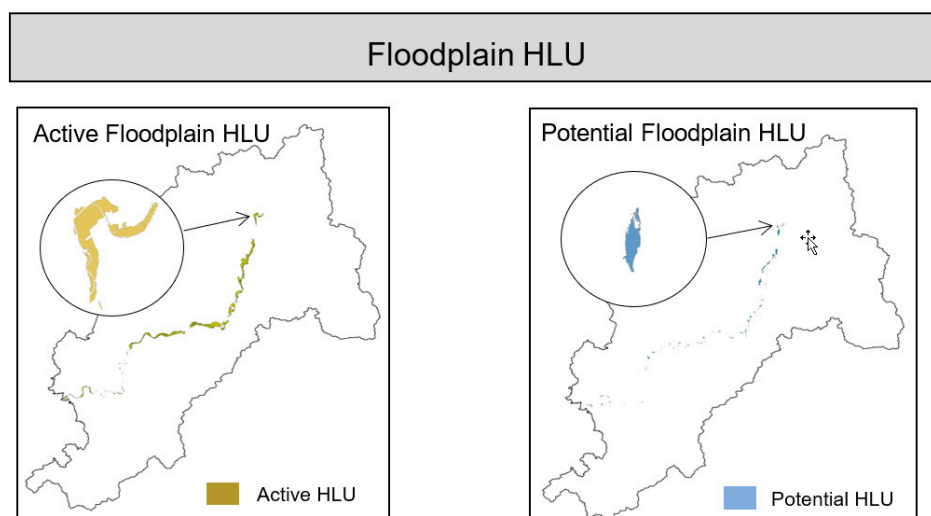 Floodplain HLU
Active Floodplain HLU
Potential Floodplain HLU
Active HLU
Potential HLU